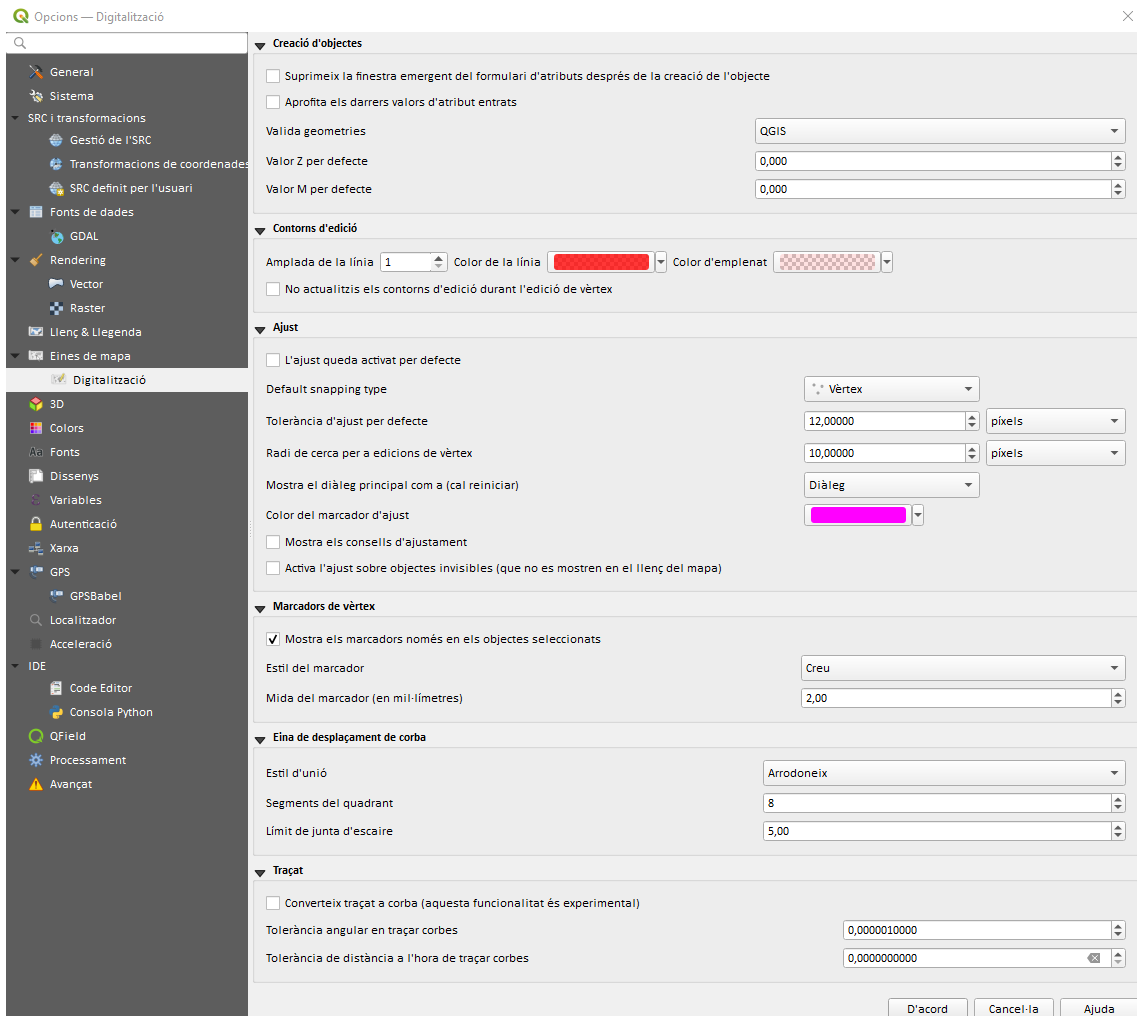 Opcions — Digitalització
General
Sistema
SRC i transformacions
Gestió de l'SRC
Transformacions de coordenades
SRC definit per l'usuari
Fonts de dades
GDAL
Rendering
Vector
Raster
Llenç & Llegenda
Eines de mapa
Digitalització
3D
Colors
Fonts
Dissenys
Variables
Autenticació
Xarxa
GPS
GPSBabel
Localitzador
Acceleració
IDE
Code Editor
Consola Python
QField
Processament
Avançat
Creació d'objectes
Suprimeix la finestra emergent del formulari d'atributs després de la creació de l'objecte
Aprofita els darrers valors d'atribut entrats
Valida geometries QGIS
Valor Z per defecte 0,000
Valor M per defecte 0,000
Contorns d'edició
Amplada de la línia 1 Color de la línia Color d'emplenat
No actualitzis els contorns d'edició durant l'edició de vèrtex
Ajust
L'ajust queda activat per defecte
Default snapping type Vèrtex
Tolerància d'ajust per defecte 12,00000 píxels
Radi de cerca per a edicions de vèrtex 10,00000 píxels
Mostra el diàleg principal com a (cal reiniciar) Diàleg
Color del marcador d'ajust
Mostra els consells d'ajustament
Activa l'ajust sobre objectes invisibles (que no es mostren en el llenç del mapa)
Marcadors de vèrtex
Mostra els marcadors només en els objectes seleccionats
Estil del marcador Creu
Mida del marcador (en mil·límetres) 2,00
Eina de desplaçament de corba
Estil d'unió Arrodoneix
Segments del quadrant 8
Límit de junta d'escaire 5,00
Traçat
Converteix traçat a corba (aquesta funcionalitat és experimental)
Tolerància angular en traçar corbes 0,0000010000
Tolerància de distància a l'hora de traçar corbes 0,0000000000
D'acord Cancel·la Ajuda